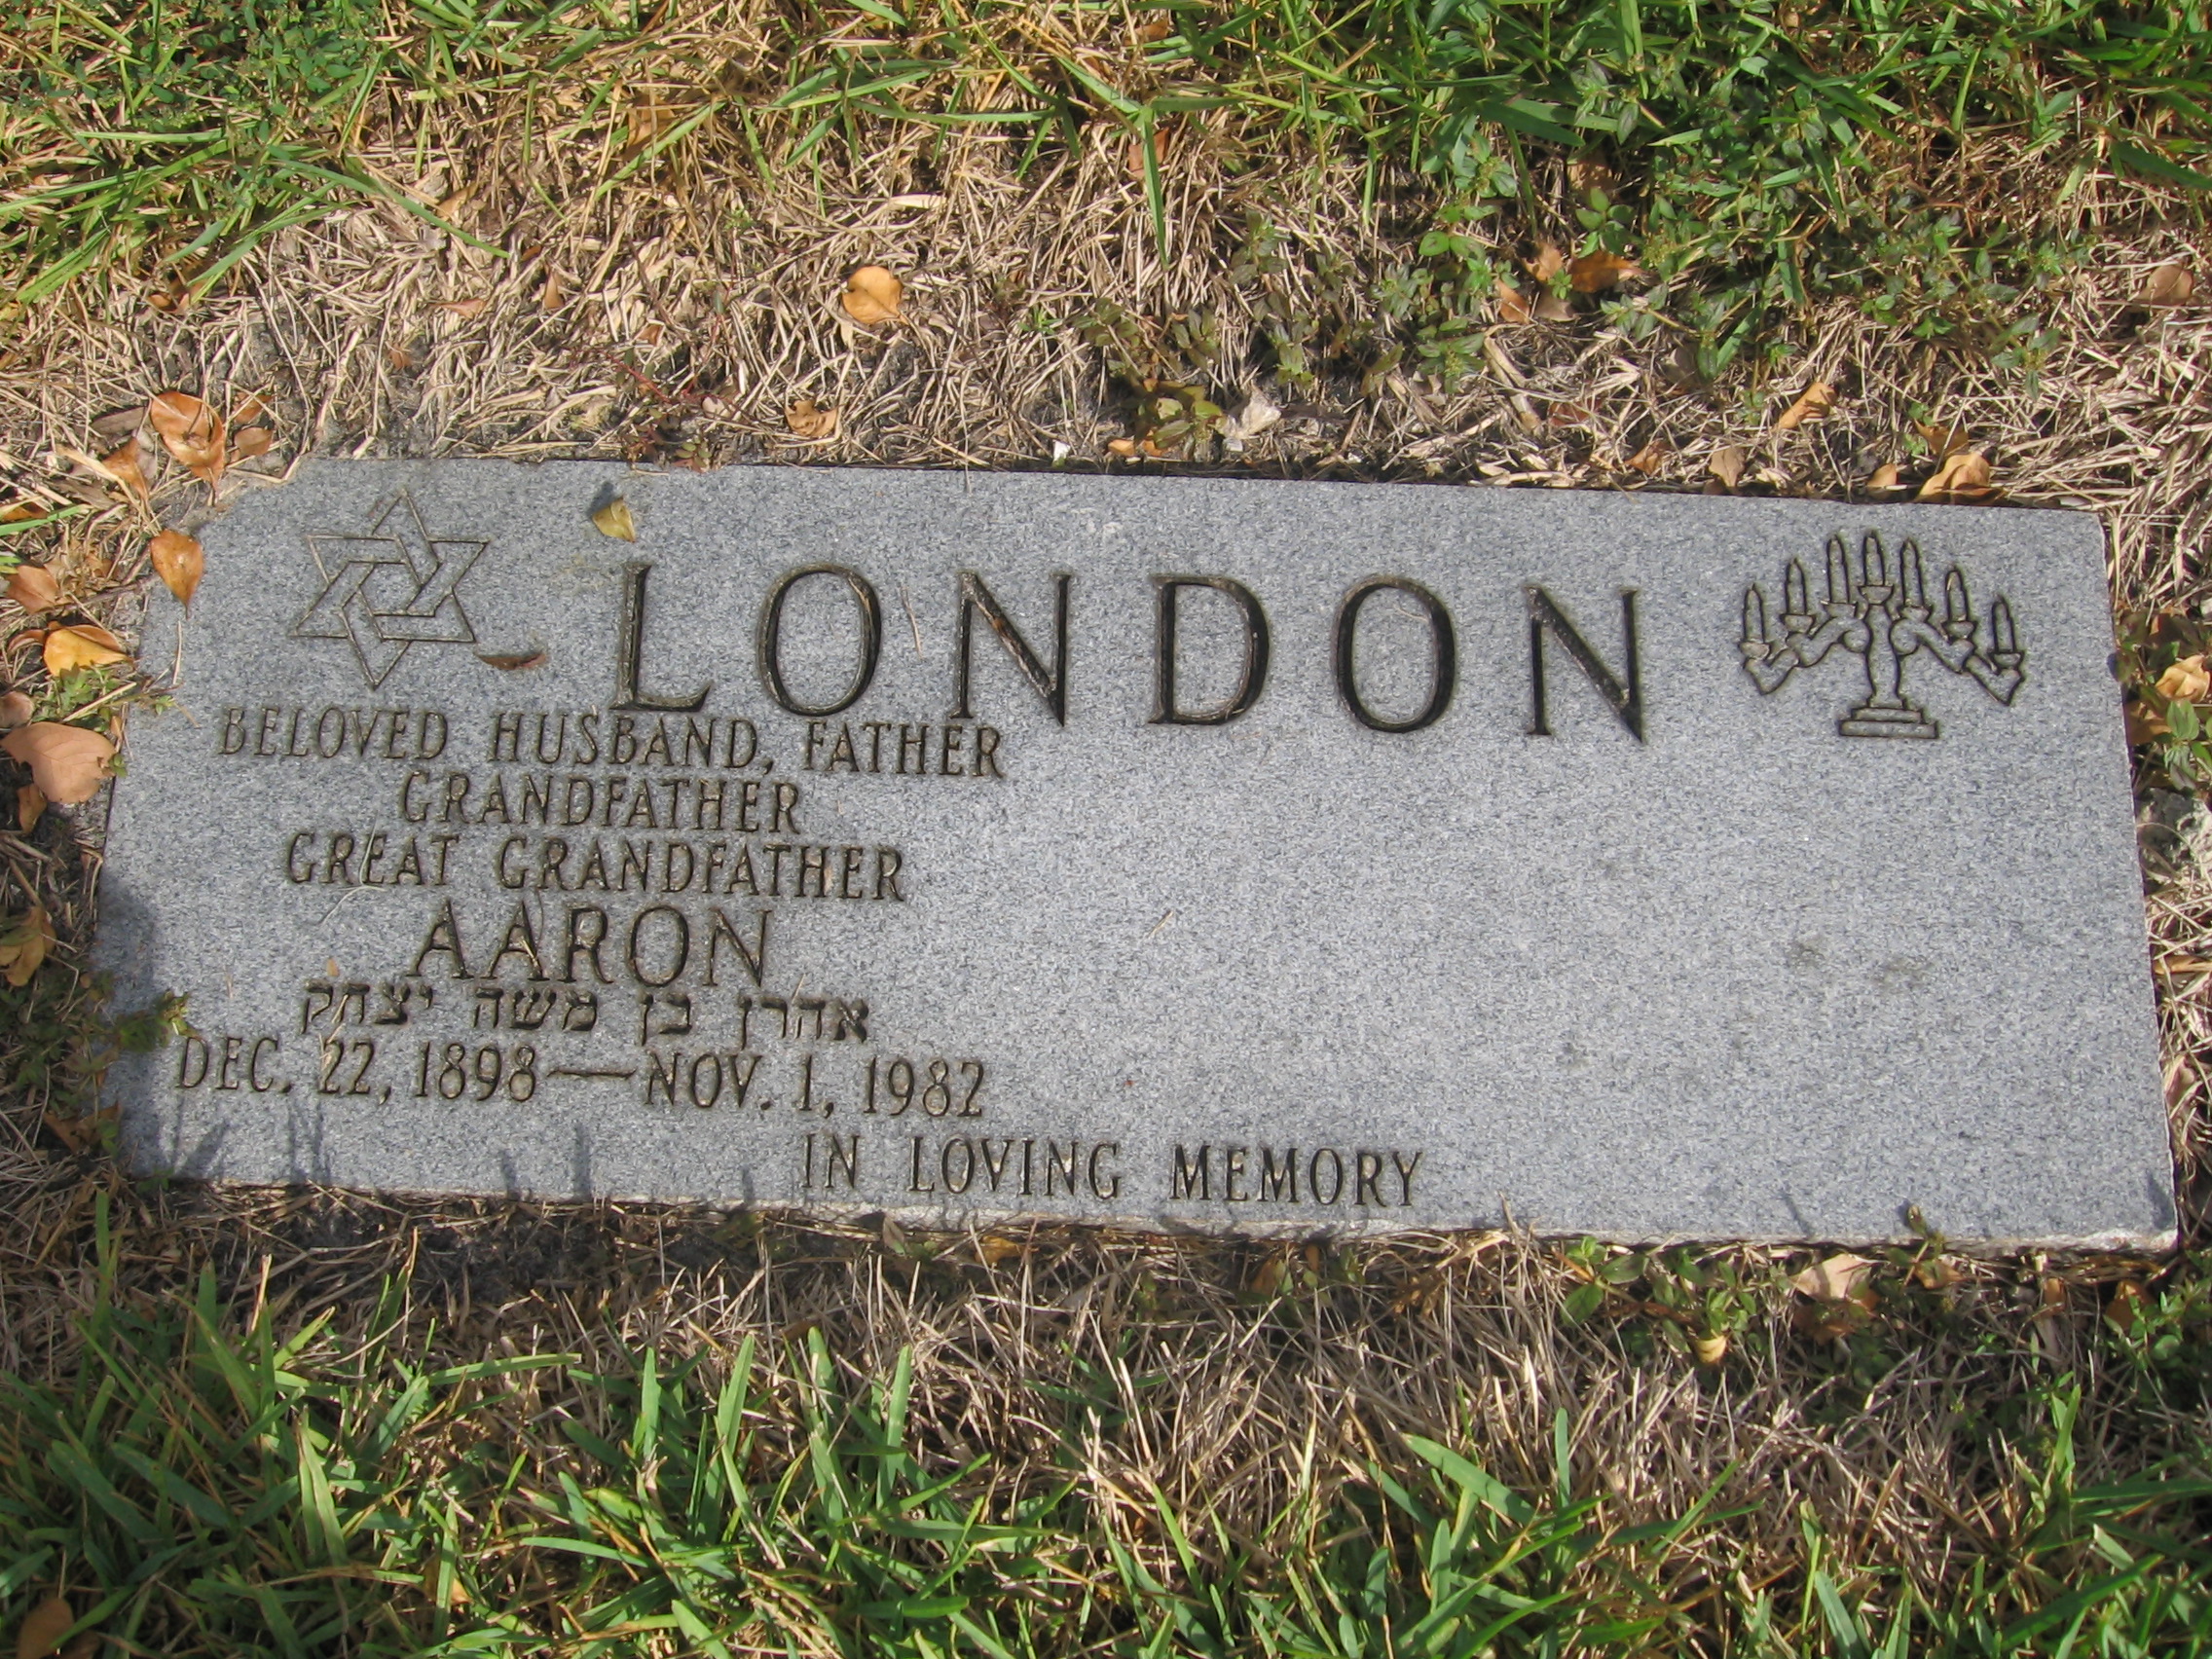 LONDON
BELOVED HUSBAND, FATHER
GRANDFATHER
GREAT GRANDFATHER
AARON
אהרן בן משה יצחק
DEC. 22, 1898—NOV. 1, 1982
IN LOVING MEMORY